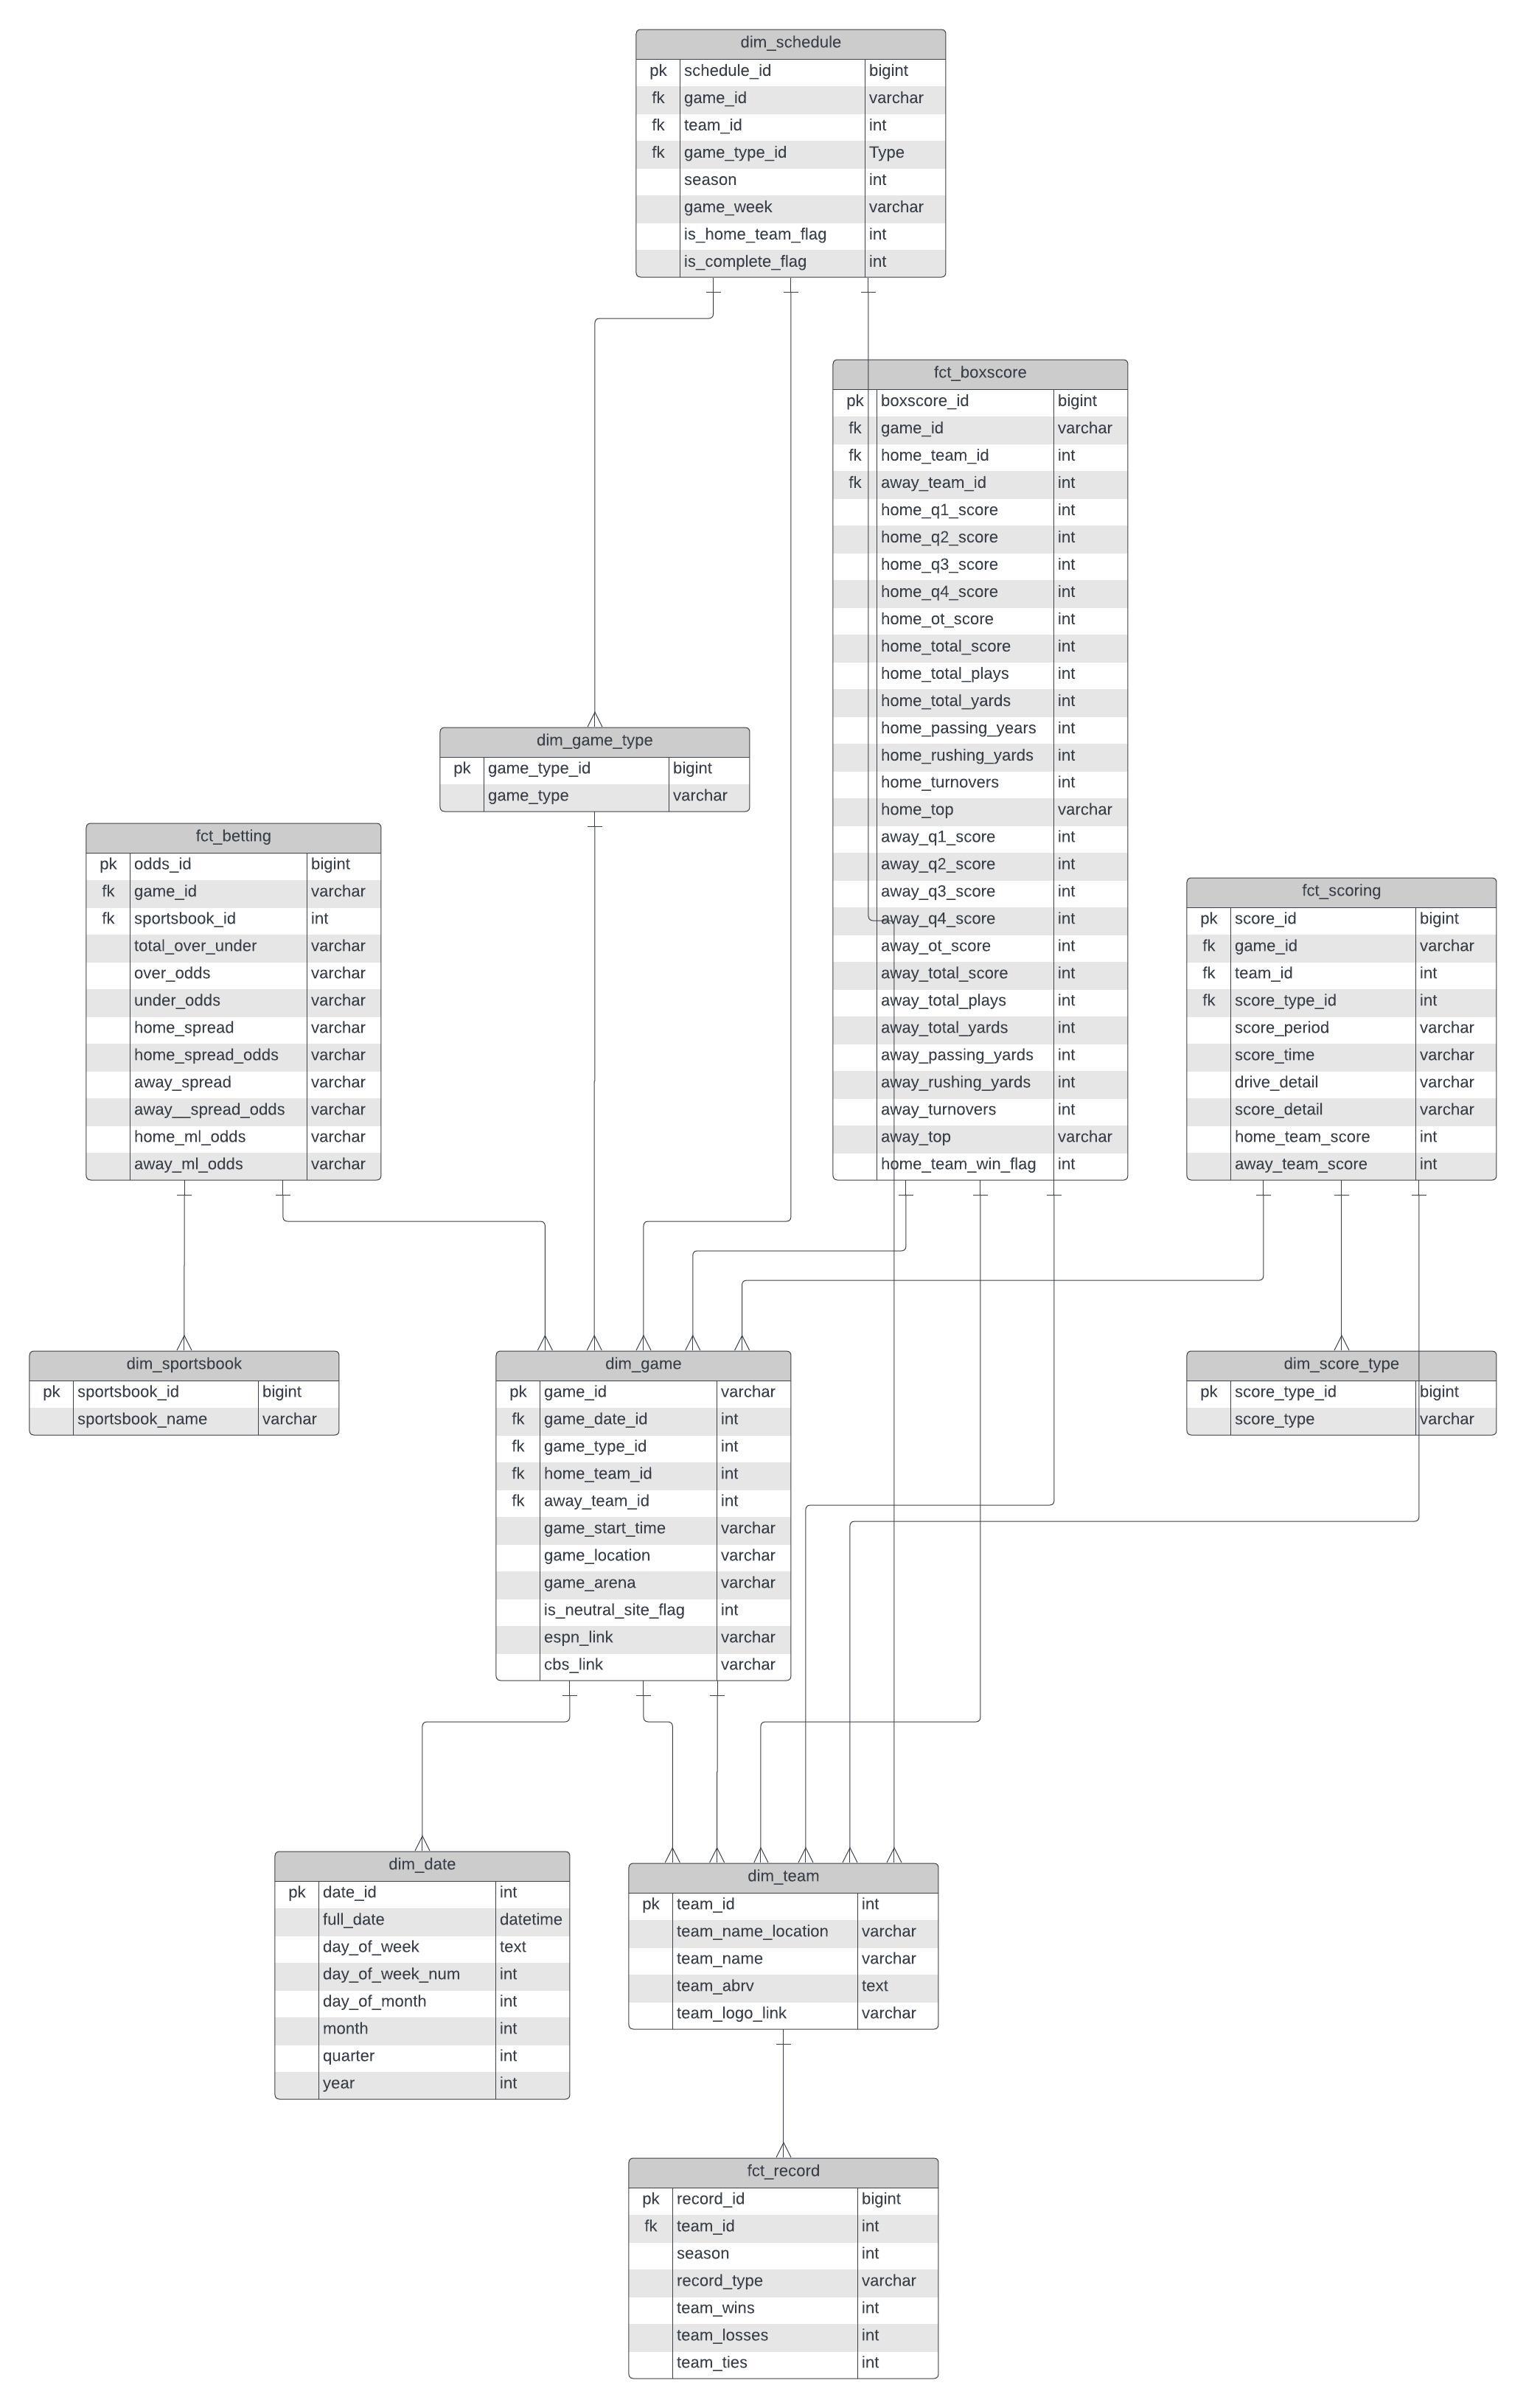 dim_schedule
pk schedule_id bigint
fk game_id varchar
fk team_id int
fk game_type_id Type
season int
game_week varchar
is_home_team_flag int
is_complete_flag int
fct_boxscore
pk boxscore_id bigint
fk game_id varchar
fk home_team_id int
fk away_team_id int
home_q1_score int
home_q2_score int
home_q3_score int
home_q4_score int
home_ot_score int
home_total_score int
home_total_plays int
home_total_yards int
home_passing_years int
home_rushing_yards int
home_turnovers int
home_top varchar
away_q1_score int
away_q2_score int
away_q3_score int
away_q4_score int
away_ot_score int
away_total_score int
away_total_plays int
away_total_yards int
away_passing_yards int
away_rushing_yards int
away_turnovers int
away_top varchar
home_team_win_flag int
dim_game_type
pk game_type_id bigint
game_type varchar
fct_betting
pk odds_id bigint
fk game_id varchar
fk sportsbook_id int
total_over_under varchar
over_odds varchar
under_odds varchar
home_spread varchar
home_spread_odds varchar
away_spread varchar
away__spread_odds varchar
home_ml_odds varchar
away_ml_odds varchar
fct_scoring
pk score_id bigint
fk game_id varchar
fk team_id int
fk score_type_id int
score_period varchar
score_time varchar
drive_detail varchar
score_detail varchar
home_team_score int
away_team_score int
dim_sportsbook
pk sportsbook_id bigint
sportsbook_name varchar
dim_game
pk game_id varchar
fk game_date_id int
fk game_type_id int
fk home_team_id int
fk away_team_id int
game_start_time varchar
game_location varchar
game_arena varchar
is_neutral_site_flag int
espn_link varchar
cbs_link varchar
dim_score_type
pk score_type_id bigint
score_type varchar
dim_date
pk date_id int
full_date datetime
day_of_week text
day_of_week_num int
day_of_month int
month int
quarter int
year int
dim_team
pk team_id int
team_name_location varchar
team_name varchar
team_abrv text
team_logo_link varchar
fct_record
pk record_id bigint
fk team_id int
season int
record_type varchar
team_wins int
team_losses int
team_ties int